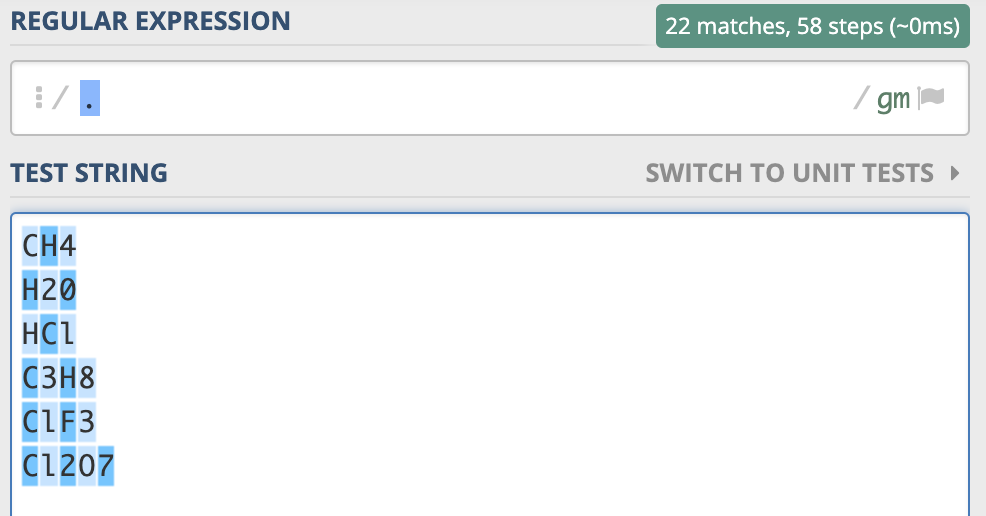 REGULAR EXPRESSION
22 matches, 58 steps (~0ms)
/ . / gm
TEST STRING
SWITCH TO UNIT TESTS
CH4
H20
HCl
C3H8
ClF3
Cl2O7